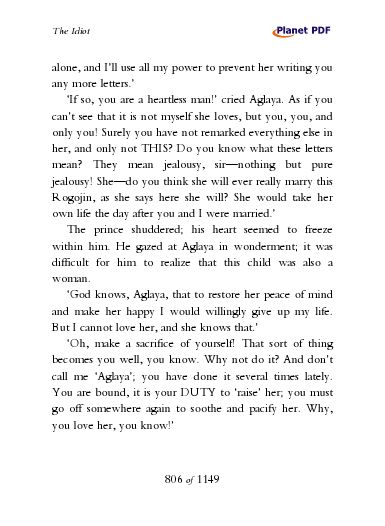 The Idiot
Planet PDF
alone, and I'll use all my power to prevent her writing you
any more letters.'
'If so, you are a heartless man!' cried Aglaya. As if you
can't see that it is not myself she loves, but you, you, and
only you! Surely you have not remarked everything else in
her, and only not THIS? Do you know what these letters
mean? They mean jealousy, sir—nothing but pure
jealousy! She—do you think she will ever really marry this
Rogojin, as she says here she will? She would take her
own life the day after you and I were married.'
The prince shuddered; his heart seemed to freeze
within him. He gazed at Aglaya in wonderment; it was
difficult for him to realize that this child was also a
woman.
'God knows, Aglaya, that to restore her peace of mind
and make her happy I would willingly give up my life.
But I cannot love her, and she knows that.'
'Oh, make a sacrifice of yourself! That sort of thing
becomes you well, you know. Why not do it? And don't
call me 'Aglaya'; you have done it several times lately.
You are bound, it is your DUTY to 'raise' her; you must
go off somewhere again to soothe and pacify her. Why,
you love her, you know!'
806 of 1149